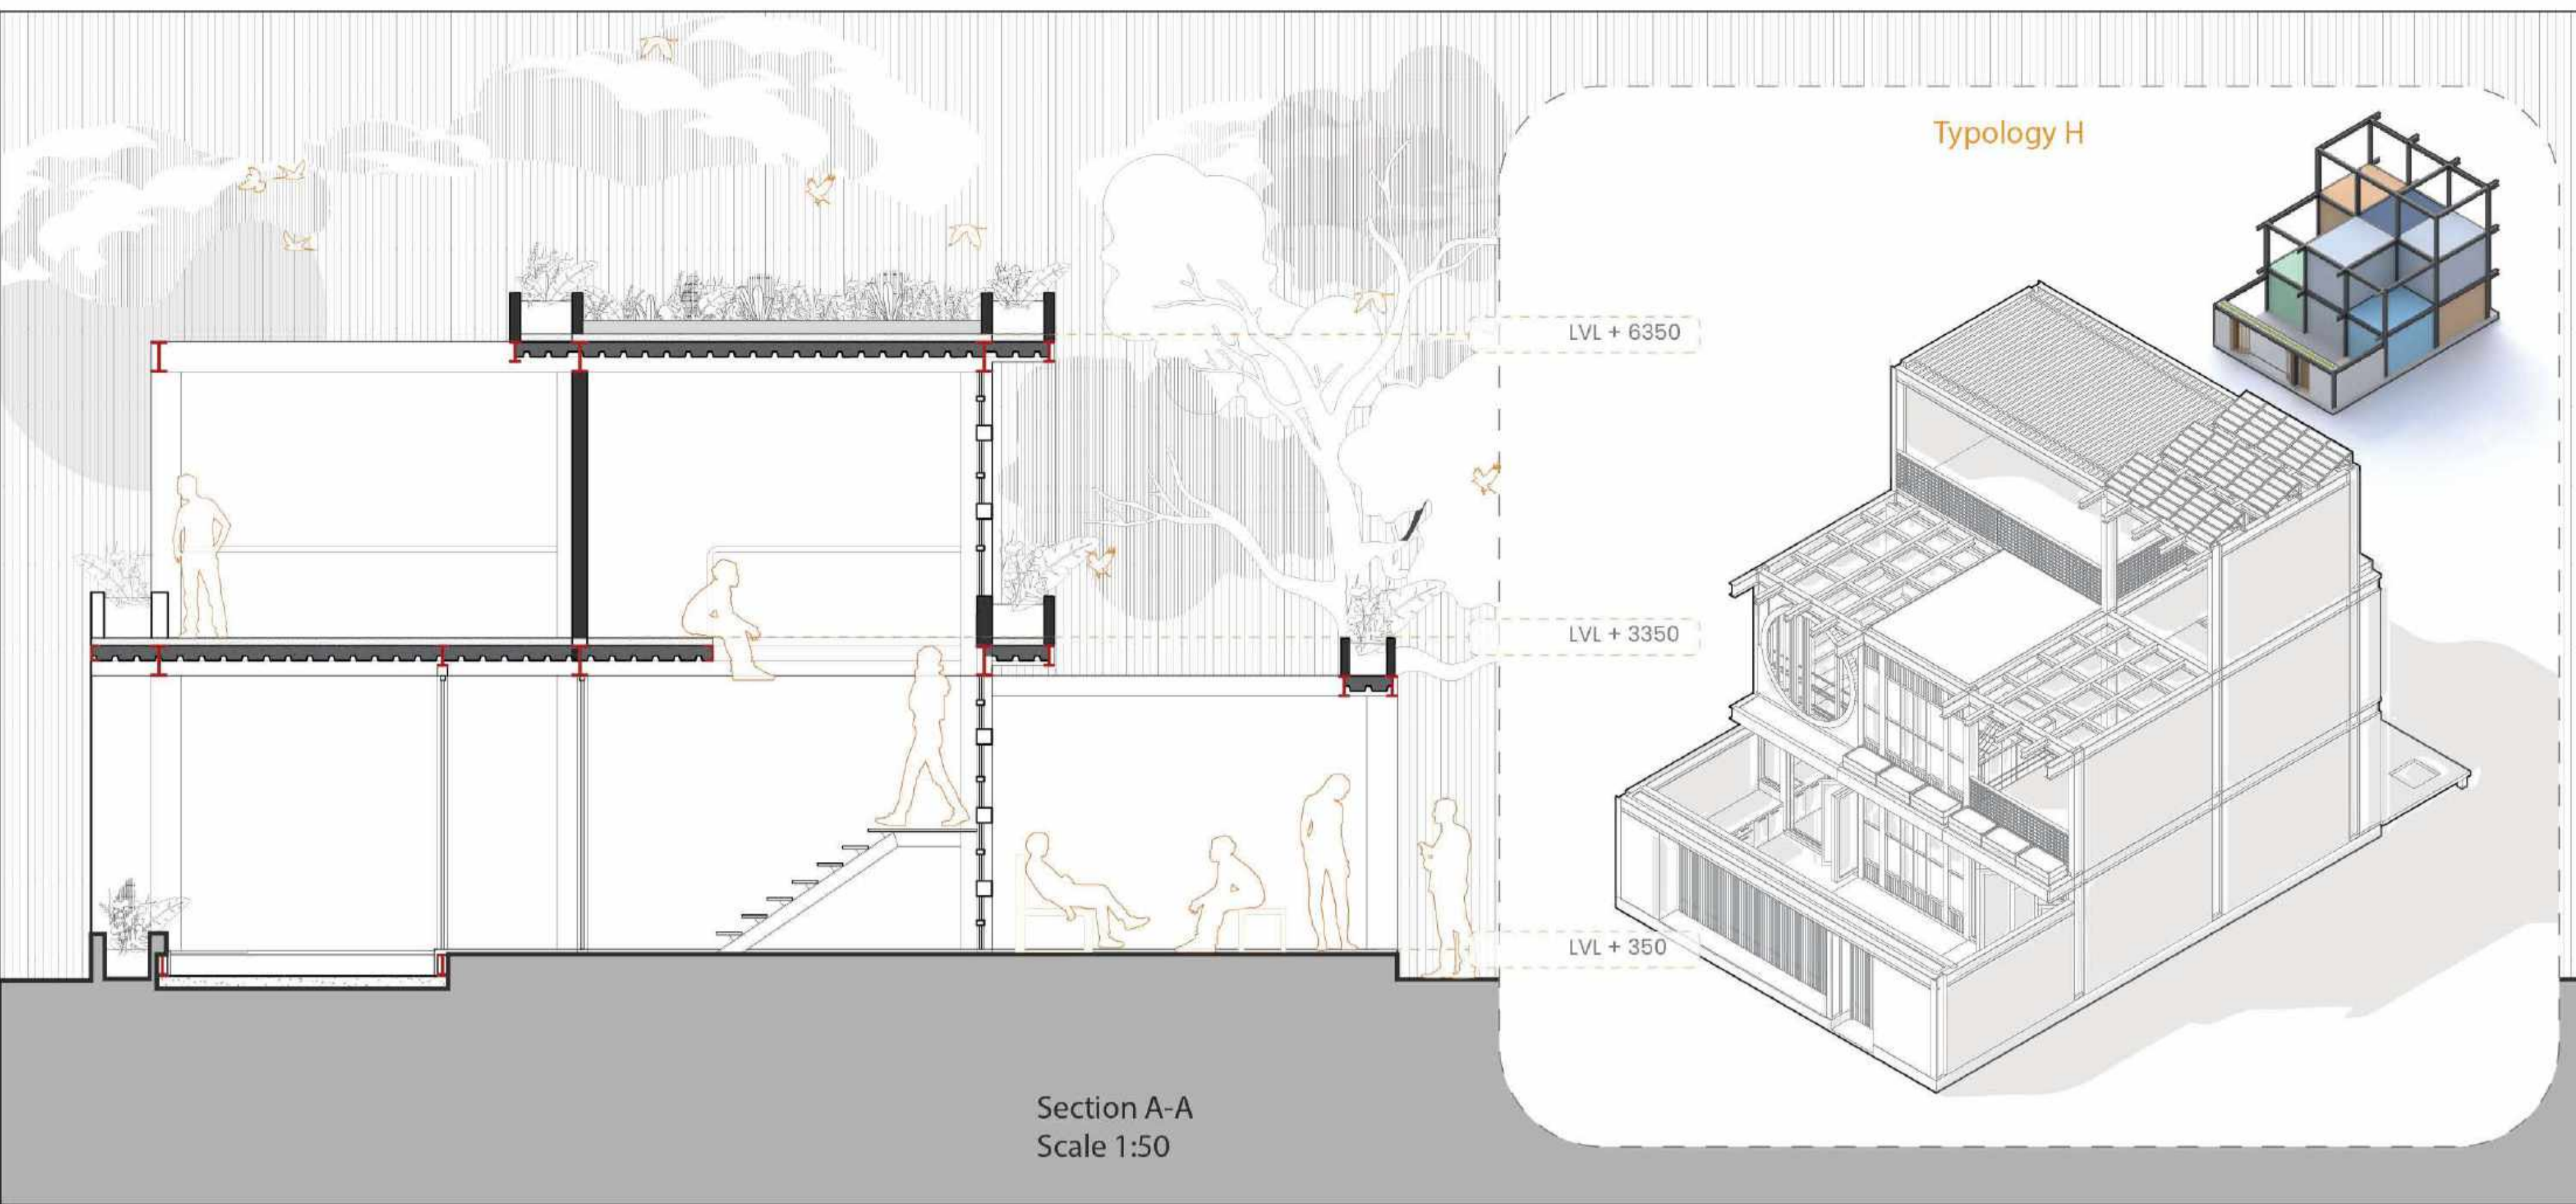 Typology H
LVL + 6350
LVL + 3350
LVL + 350
Section A-A
Scale 1:50